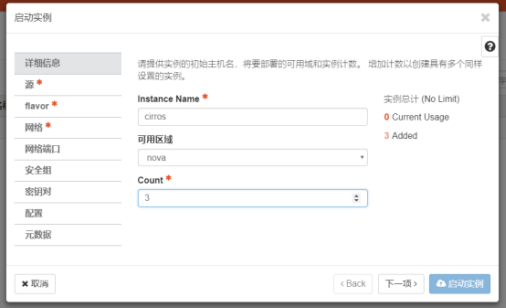 启动实例
详细信息
源 *
flavor *
网络 *
网络端口
安全组
密钥对
配置
元数据
请提供实例的初始主机名，将要部署的可用域和实例计数。 增加计数以创建具有多个同样
设置的实例。
Instance Name *
cirros
可用区域
nova
Count *
3
实例总计 (No Limit)
0 Current Usage
3 Added
× 取消
< Back
下一项 >
启动实例